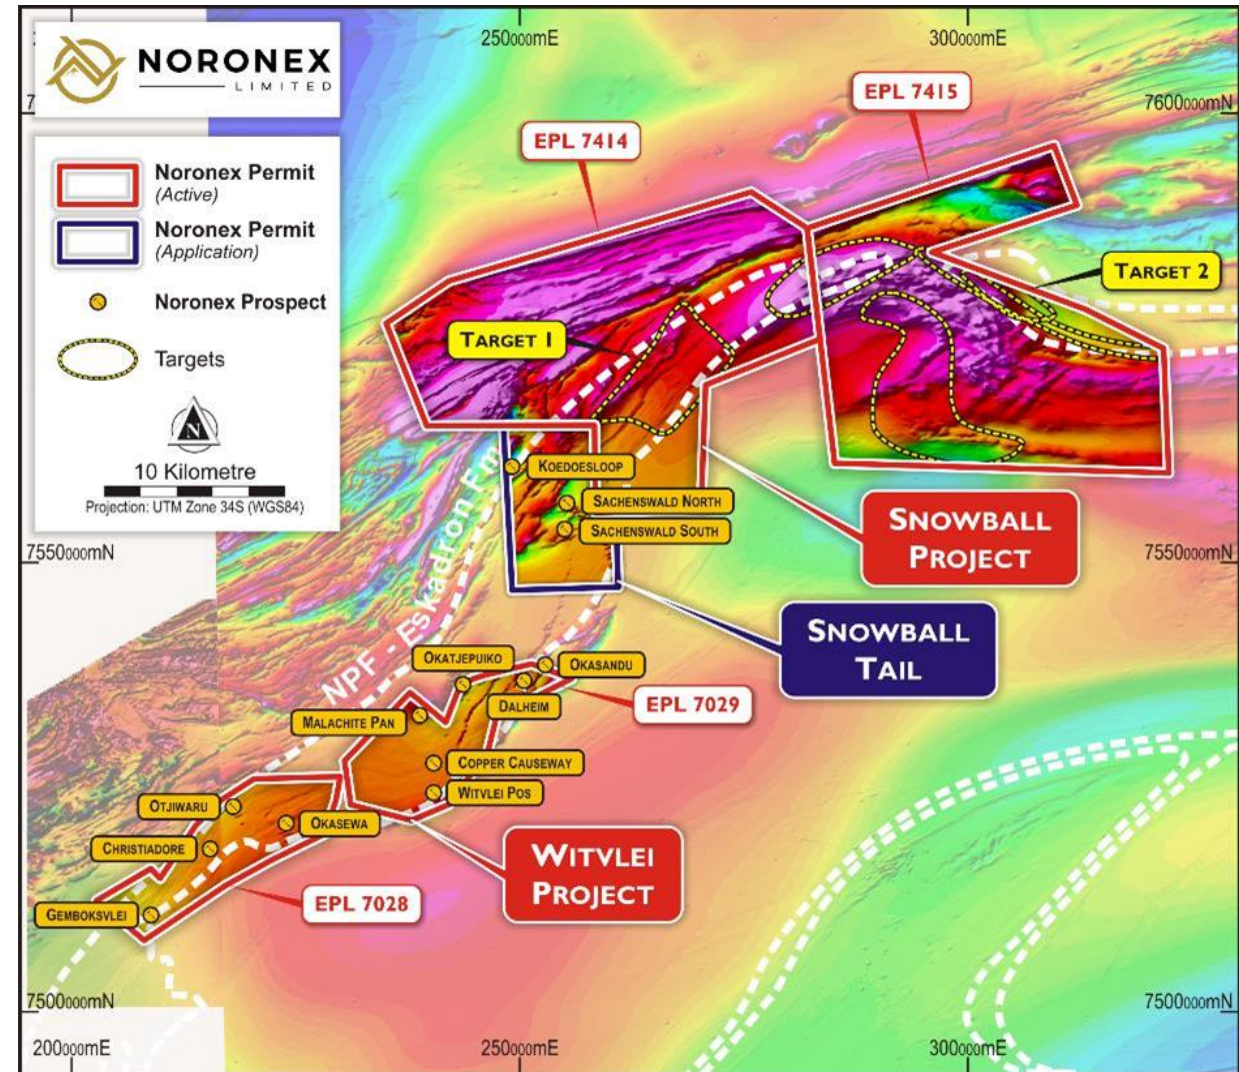 NORONEX
LIMITED
250000mE
300000mE
7600000mN
Noronex Permit
(Active)
Noronex Permit
(Application)
Noronex Prospect
Targets
N
10 Kilometre
Projection: UTM Zone 34S (WGS84)
EPL 7415
EPL 7414
TARGET 2
TARGET 1
KOEDOESLOOP
SACHENSWALD NORTH
SACHENSWALD SOUTH
SNOWBALL
PROJECT
7550000mN
7550000mN
NPF - Eskadron Fm
SNOWBALL
TAIL
OKATJEPUIKO
OKASANDU
DALHEIM
EPL 7029
MALACHITE PAN
COPPER CAUSEWAY
WITVLEI POS
OTJIWARU
OKASEWA
CHRISTIADORE
WITVLEI
PROJECT
EPL 7028
GEMBOKSVLEI
7500000mN
7500000mN
200000mE
250000mE
300000mE